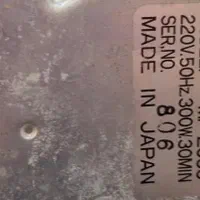 220V.50Hz.300W.30MIN
SER.NO.
806
MADE IN JAPAN